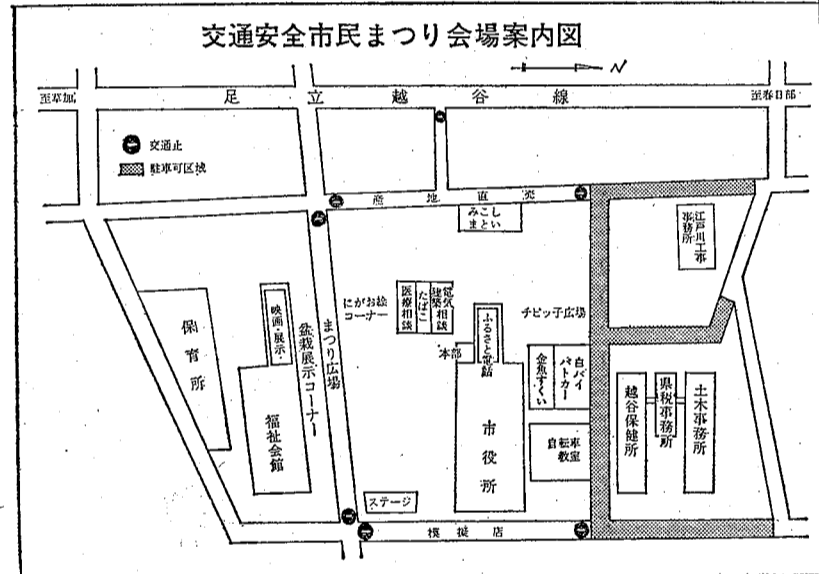 交通安全市民まつり会場案内図
N
至草加
足立越谷線
至春日部
交通止
駐車可区域
産地直売
みこし
まとい
江戸川工事
事務所
にがお絵
コーナー
医療相談
たばこ
建築相談
電気相談
チビッ子広場
ふるさと電話
本部
市役所
金魚すくい
白バイ
パトカー
自転車
教室
越谷保健所
県税事務所
土木事務所
保育所
映画・展示
福祉会館
盆栽展示コーナー
まつり広場
ステージ
模擬店